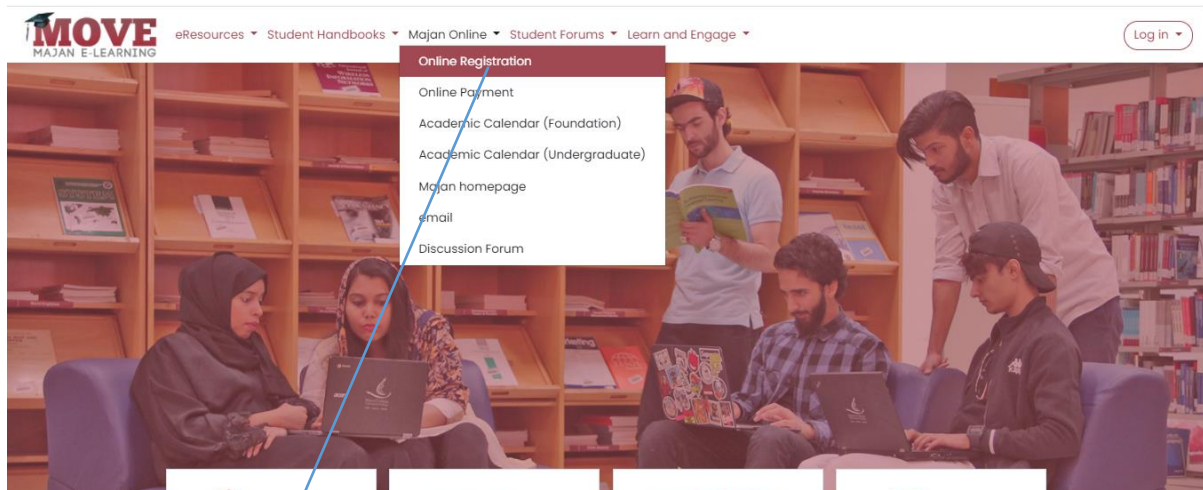 MOVE
MAJAN E-LEARNING
eResources Student Handbooks Majan Online Student Forums Learn and Engage Log in
Online Registration
Online Payment
Academic Calendar (Foundation)
Academic Calendar (Undergraduate)
Majan homepage
email
Discussion Forum